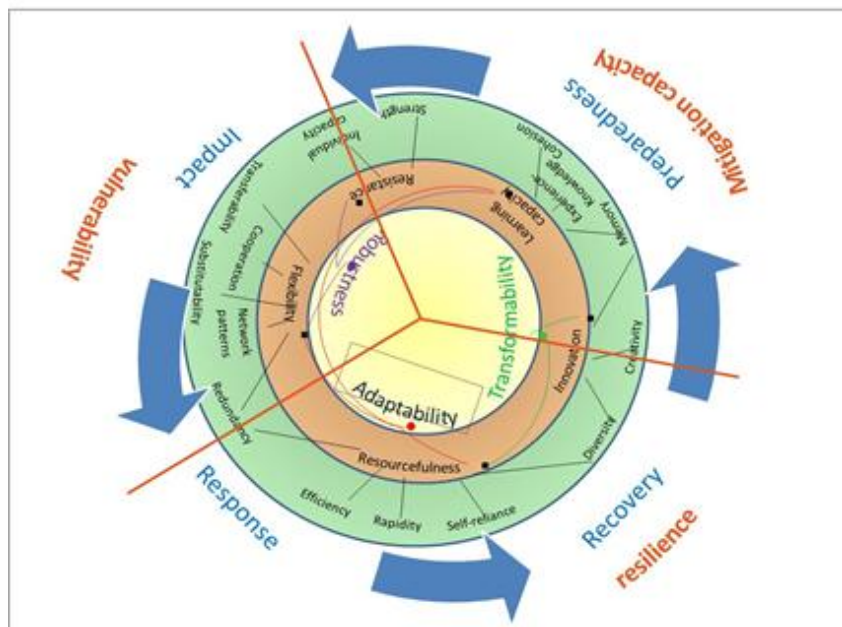 Mitigation capacity
preparedness
Impact
vulnerability
Response
Recovery
resilience
Strength
Individual
capacity
Transferability
Cooperation
Substitutability
Network
patterns
Redundancy
Efficiency
Rapidity
Self-reliance
Diversity
Creativity
Memory
Knowledge
Experience
Cohesion
Resistance
Flexibility
Resourcefulness
Innovation
Learning
capacity
Robustness
Adaptability
Transformability